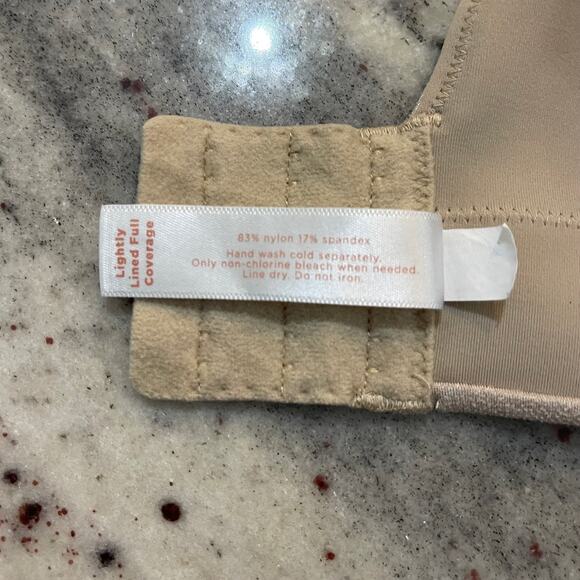 Lightly
Lined Full
Coverage
83% nylon 17% spandex
Hand wash cold separately.
Only non-chlorine bleach when needed.
Line dry. Do not iron.